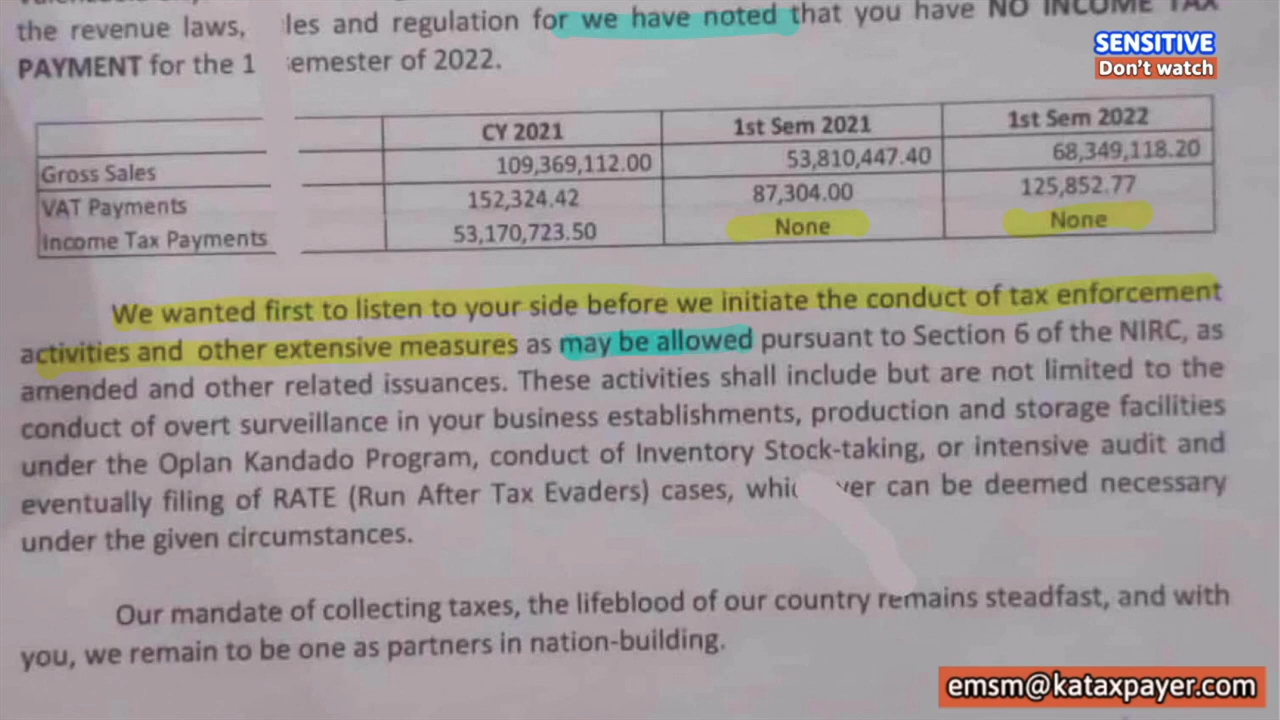 the revenue laws, les and regulation for we have noted that you have NO INCOME TAX
SENSITIVE
Don't watch
PAYMENT for the 1 emester of 2022.
CY 2021 1st Sem 2021 1st Sem 2022
Gross Sales 109,369,112.00 53,810,447.40 68,349,118.20
VAT Payments 152,324.42 87,304.00 125,852.77
Income Tax Payments 53,170,723.50 None None
We wanted first to listen to your side before we initiate the conduct of tax enforcement
activities and other extensive measures as may be allowed pursuant to Section 6 of the NIRC, as
amended and other related issuances. These activities shall include but are not limited to the
conduct of overt surveillance in your business establishments, production and storage facilities
under the Oplan Kandado Program, conduct of Inventory Stock-taking, or intensive audit and
eventually filing of RATE (Run After Tax Evaders) cases, whic ver can be deemed necessary
under the given circumstances.
Our mandate of collecting taxes, the lifeblood of our country remains steadfast, and with
you, we remain to be one as partners in nation-building.
emsm@kataxpayer.com